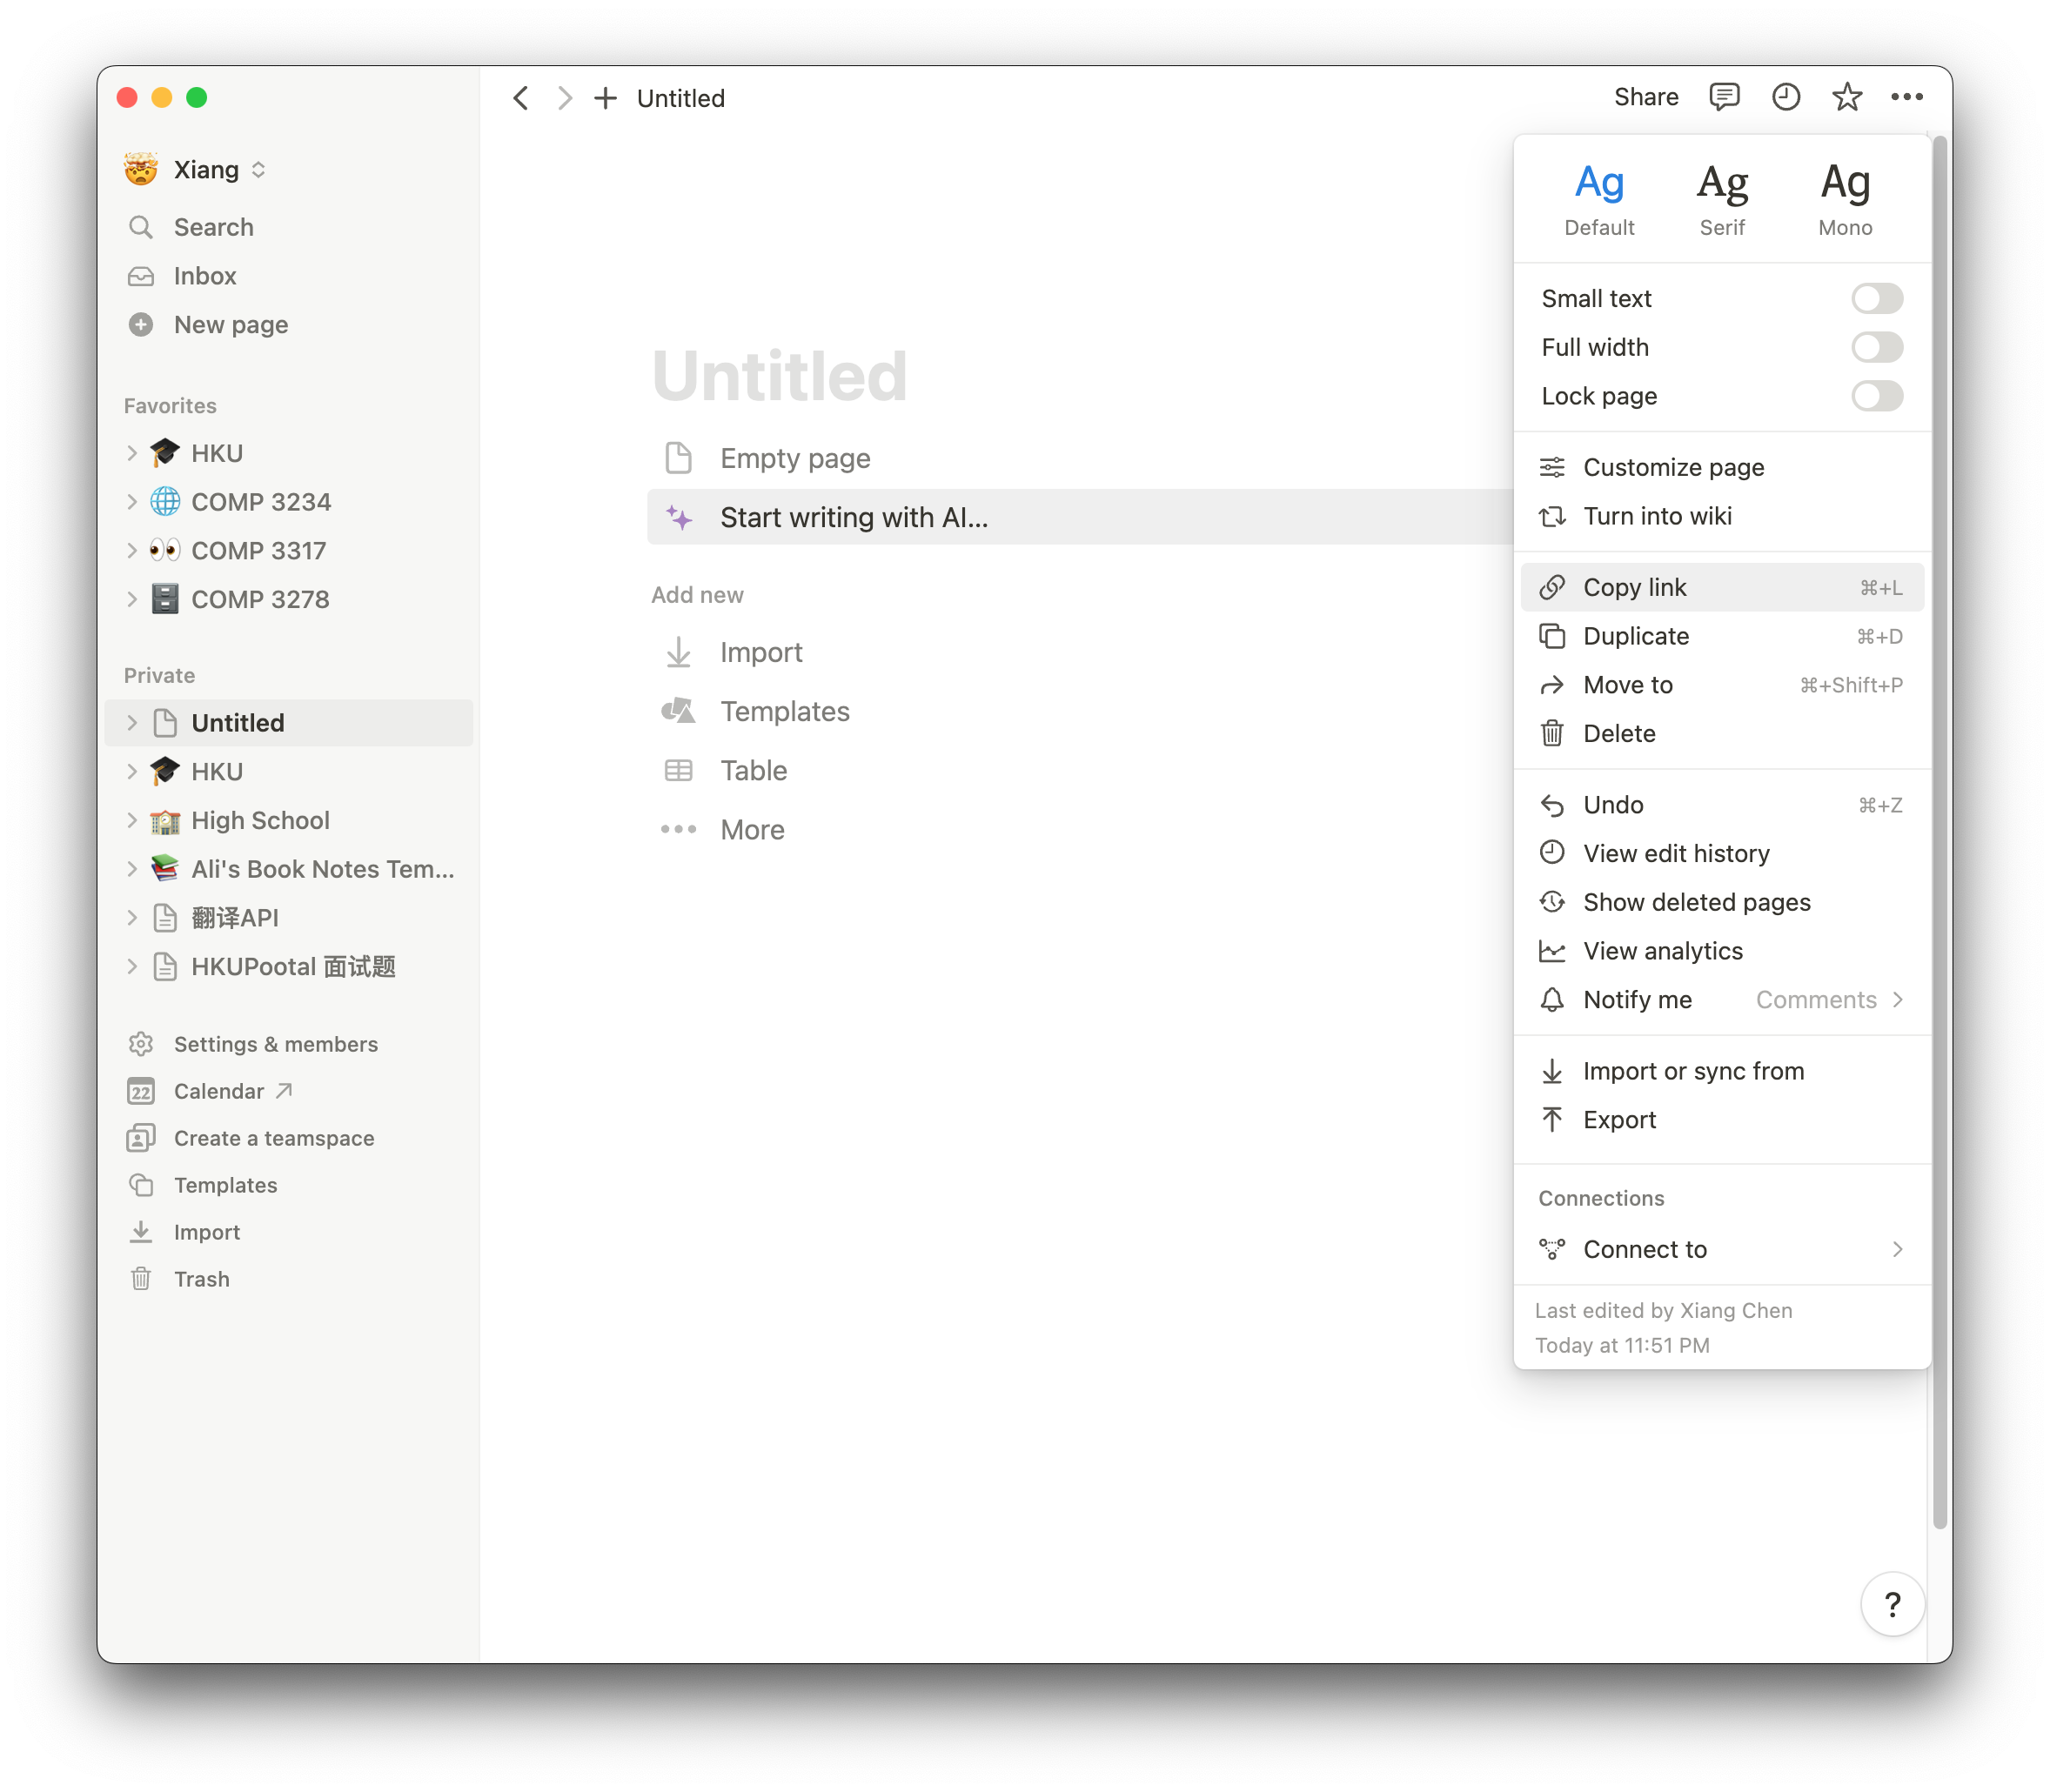 Xiang
Search
Inbox
New page
Favorites
HKU
COMP 3234
COMP 3317
COMP 3278
Private
Untitled
HKU
High School
Ali's Book Notes Tem...
翻译API
HKUPootal 面试题
Settings & members
22 Calendar
Create a teamspace
Templates
Import
Trash
Untitled
Share
Untitled
Empty page
Start writing with AI...
Add new
Import
Templates
Table
More
Ag Ag Ag
Default Serif Mono
Small text
Full width
Lock page
Customize page
Turn into wiki
Copy link ⌘+L
Duplicate ⌘+D
Move to ⌘+Shift+P
Delete
Undo ⌘+Z
View edit history
Show deleted pages
View analytics
Notify me Comments
Import or sync from
Export
Connections
Connect to
Last edited by Xiang Chen
Today at 11:51 PM
?